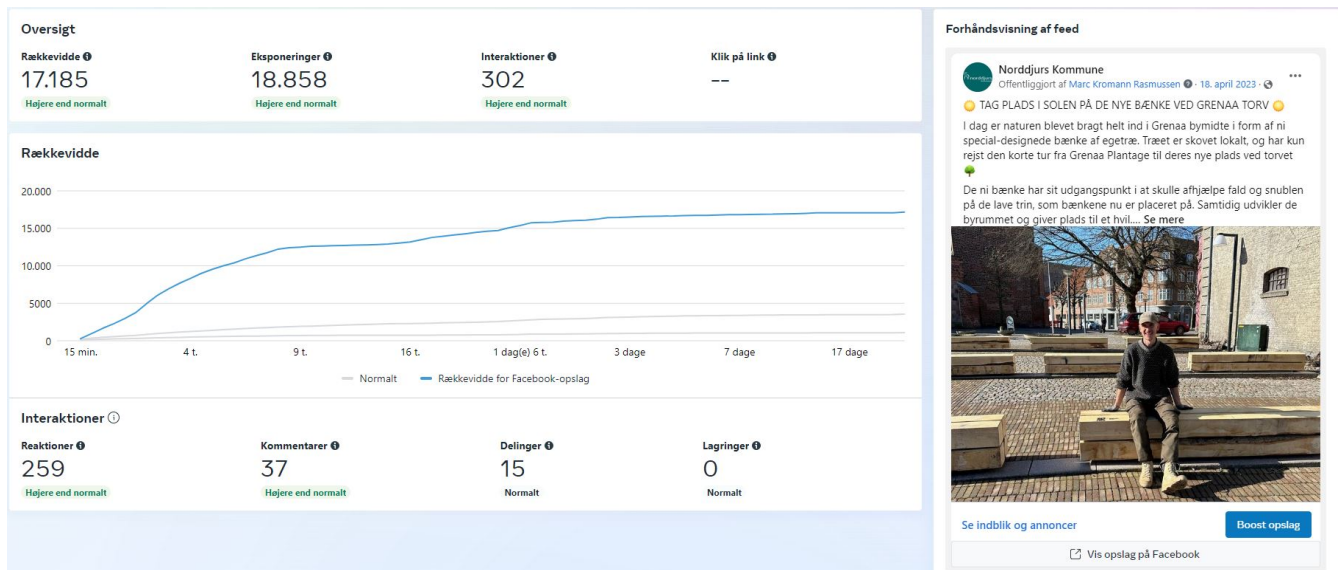 Oversigt
Rækkevidde
Eksponeringer
Interaktioner
Klik på link
17.185
18.858
302
--
Højere end normalt
Højere end normalt
Højere end normalt
Rækkevidde
20.000
15.000
10.000
5000
0
15 min.
4 t.
9 t.
16 t.
1 dag(e) 6 t.
3 dage
7 dage
17 dage
Normalt
Rækkevidde for Facebook-opslag
Interaktioner
Reaktioner
Kommentarer
Delinger
Lagringer
259
37
15
0
Højere end normalt
Højere end normalt
Normalt
Normalt
Forhåndsvisning af feed
Norddjurs Kommune
Offentliggjort af Marc Kromann Rasmussen · 18. april 2023 ·
TAG PLADS I SOLEN PÅ DE NYE BÆNKE VED GRENAA TORV
I dag er naturen blevet bragt helt ind i Grenaa bymidte i form af ni
special-designede bænke af egetræ. Træet er skovet lokalt, og har kun
rejst den korte tur fra Grenaa Plantage til deres nye plads ved torvet
De ni bænke har sit udgangspunkt i at skulle afhjælpe fald og snublen
på de lave trin, som bænkene nu er placeret på. Samtidig udvikler de
byrummet og giver plads til et hvil.... Se mere
Se indblik og annoncer
Boost opslag
Vis opslag på Facebook